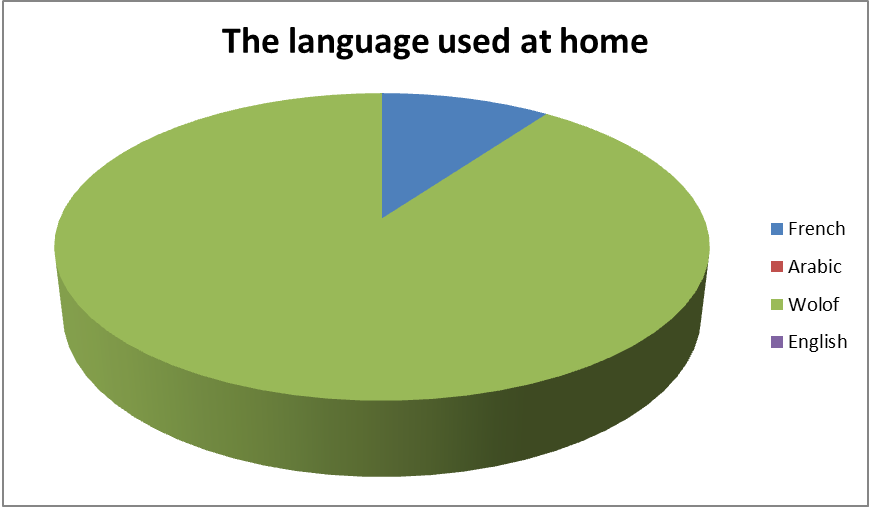 The language used at home
French
Arabic
Wolof
English